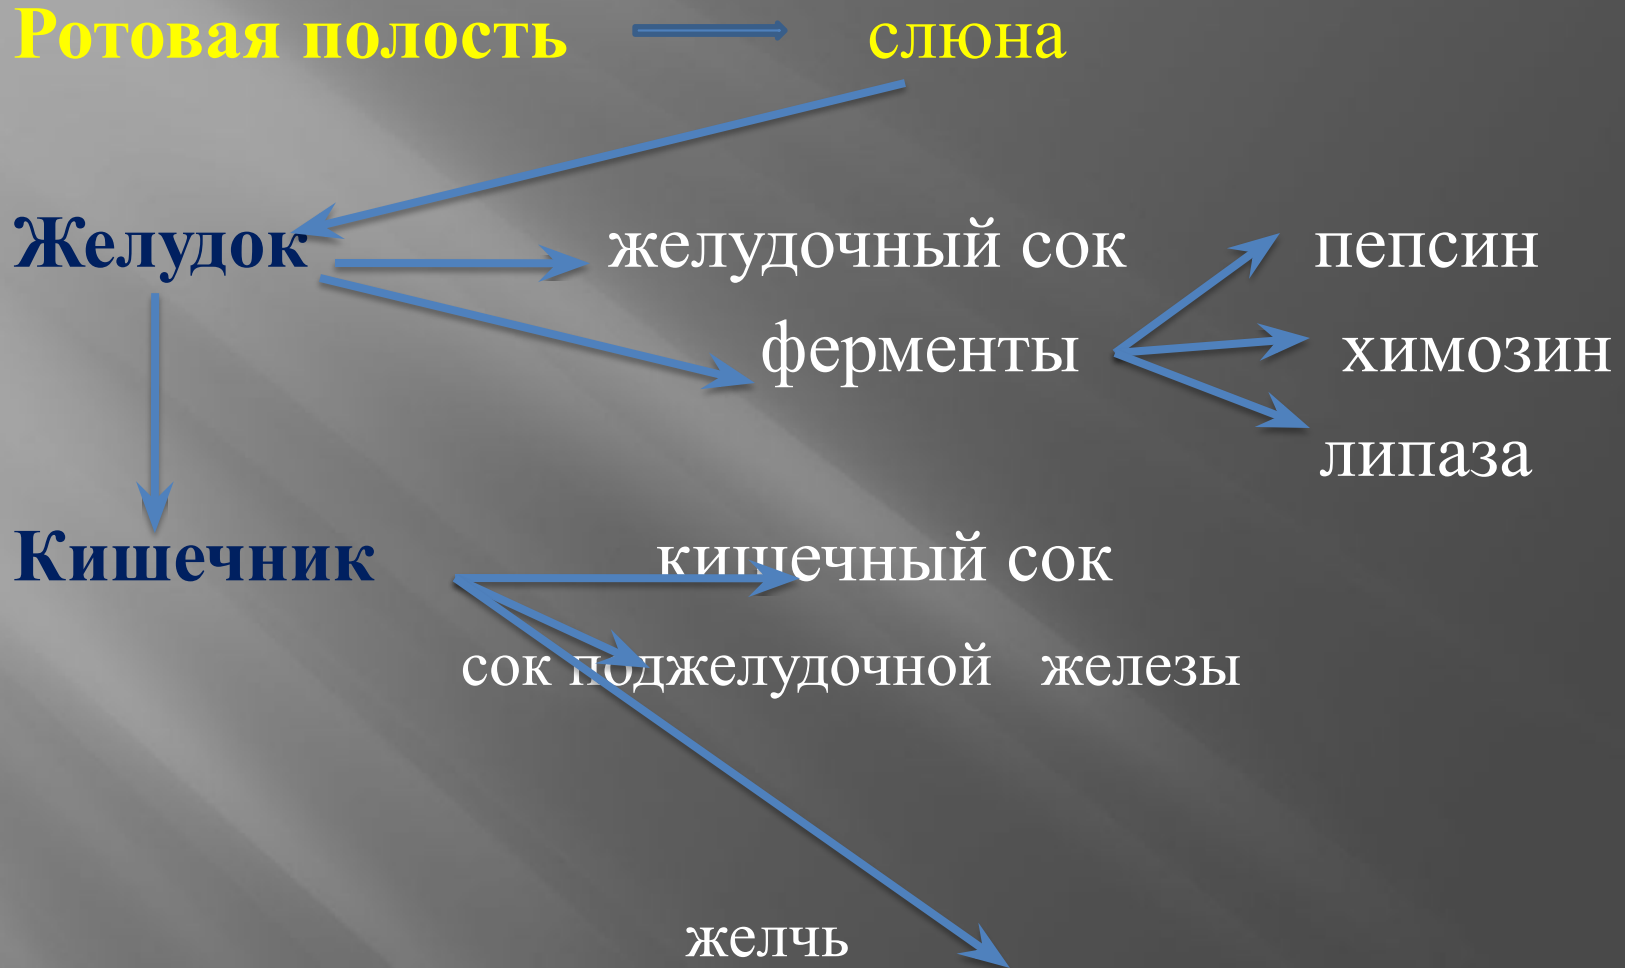 Ротовая полость слюна
Желудок желудочный сок пепсин
ферменты химозин
липаза
Кишечник кишечный сок
сок поджелудочной железы
желчь